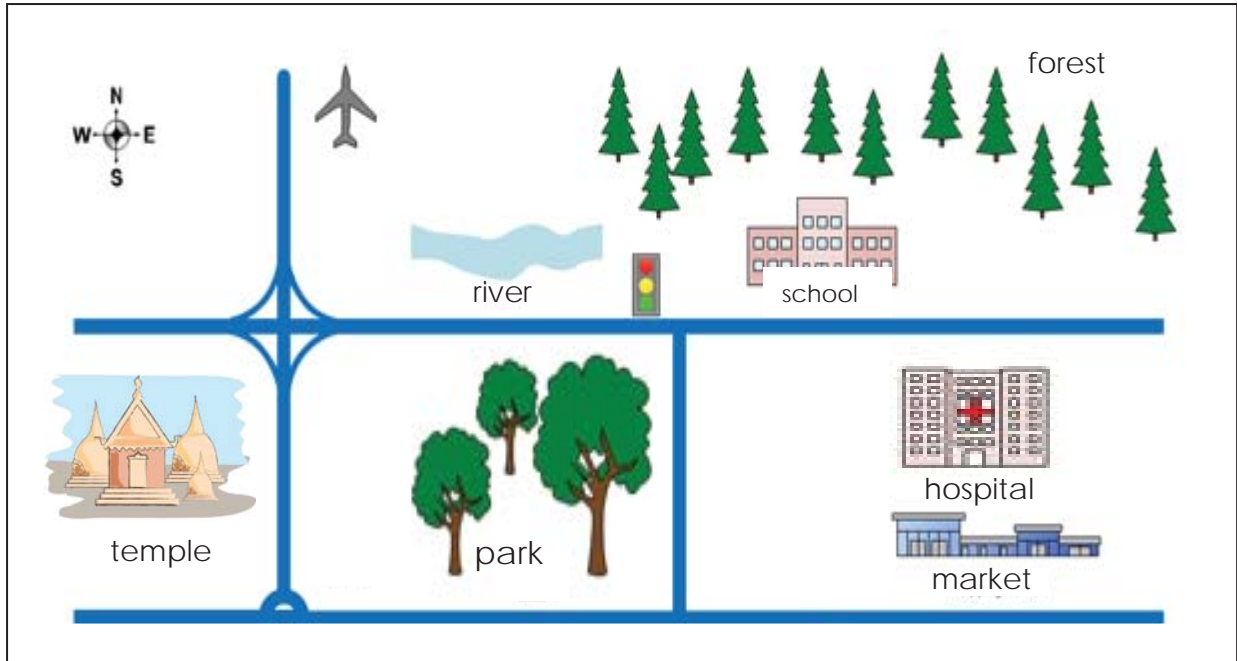 forest
N
W E
S
river
school
hospital
temple
park
market